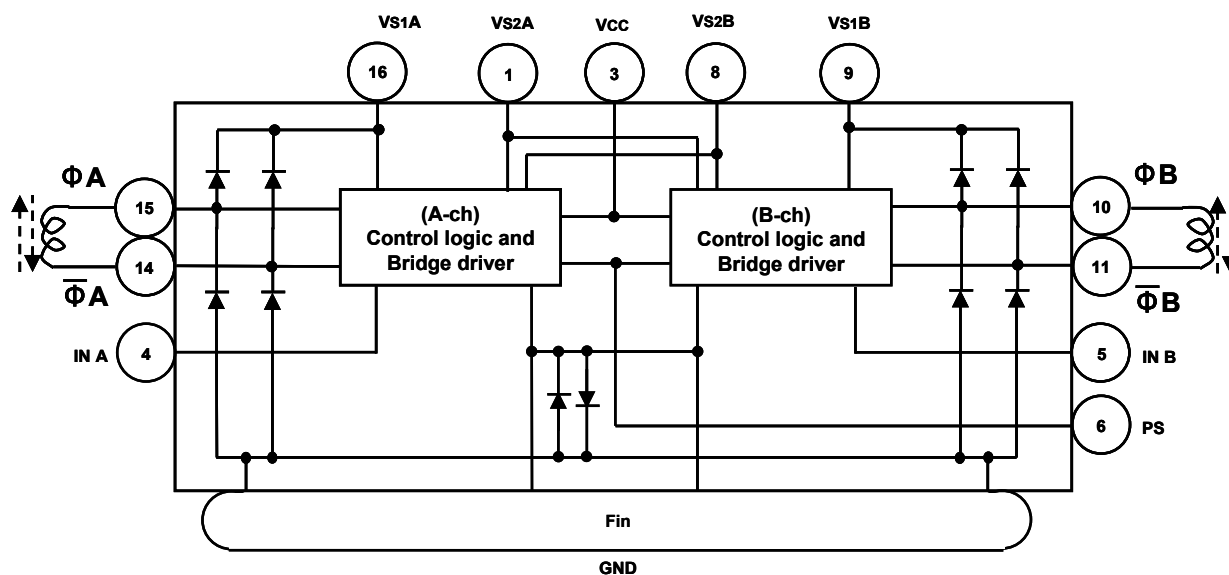 VS1A VS2A VCC VS2B VS1B
16 1 3 8 9
ΦA ΦB
15 10
(A-ch) (B-ch)
Control logic and Control logic and
Bridge driver Bridge driver
14 11
Φ̅A Φ̅B
IN A 4 5 IN B
6 PS
Fin
GND